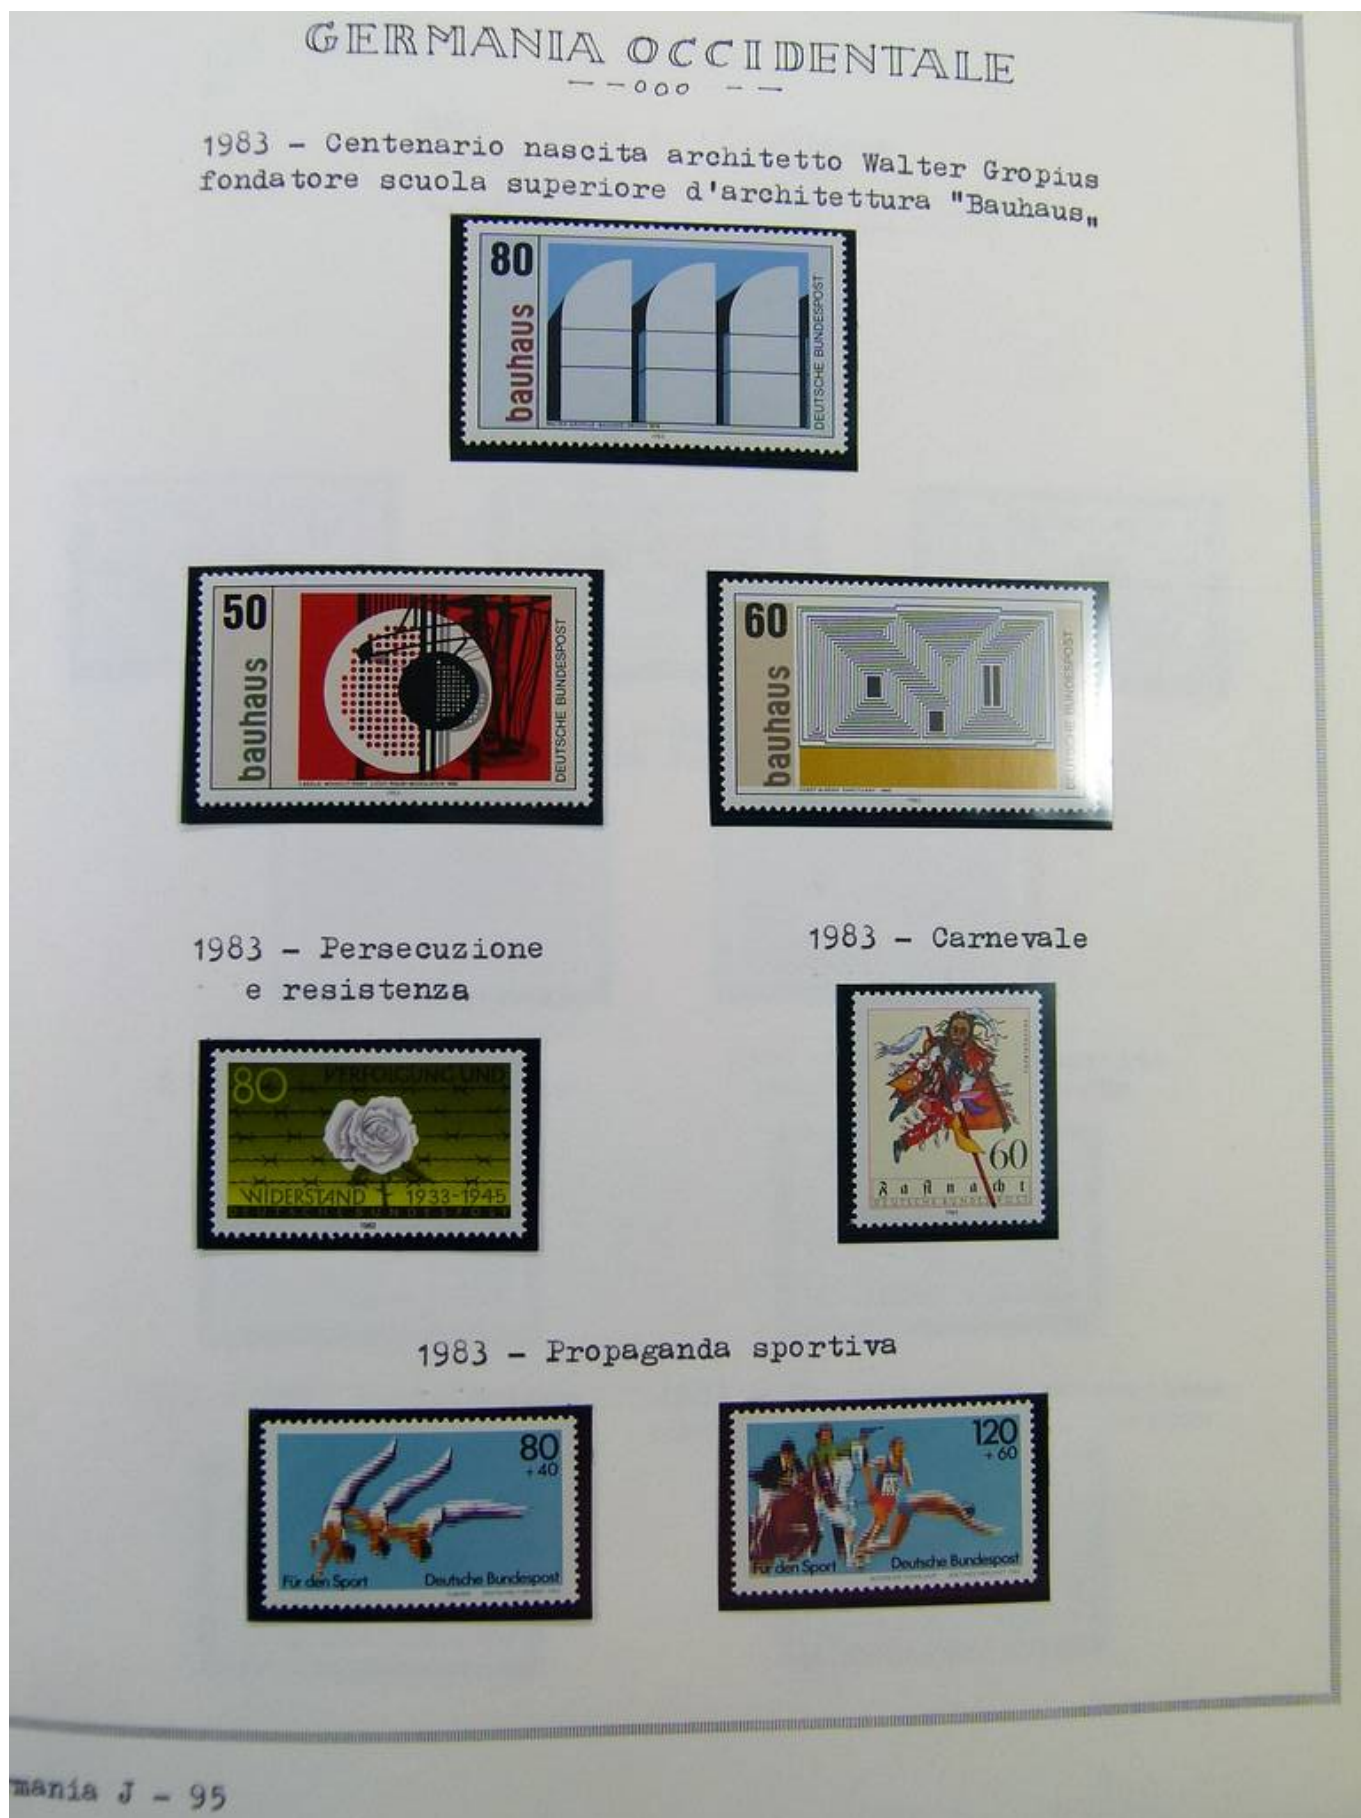 GERMANIA OCCIDENTALE
— —ooo — —
1983 – Centenario nascita architetto Walter Gropius
fondatore scuola superiore d'architettura "Bauhaus„
80
bauhaus
DEUTSCHE BUNDESPOST
50
bauhaus
DEUTSCHE BUNDESPOST
60
bauhaus
DEUTSCHE BUNDESPOST
1983 – Persecuzione
e resistenza
80 VERFOLGUNG UND
WIDERSTAND 1933-1945
DEUTSCHE BUNDESPOST
1983 – Carnevale
60
Faſtnacht
DEUTSCHE BUNDESPOST
1983 – Propaganda sportiva
80
+40
Für den Sport Deutsche Bundespost
120
+60
Für den Sport Deutsche Bundespost
mania J – 95